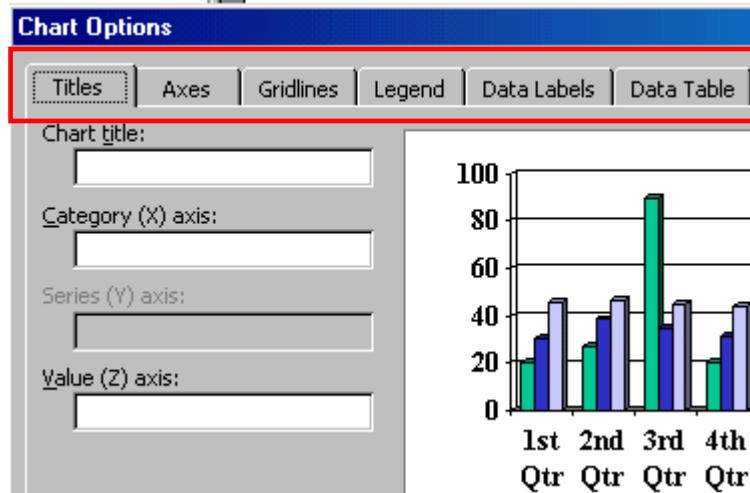 Chart Options
Titles Axes Gridlines Legend Data Labels Data Table
Chart title:
Category (X) axis:
Series (Y) axis:
Value (Z) axis:
100
80
60
40
20
0
1st 2nd 3rd 4th
Qtr Qtr Qtr Qtr